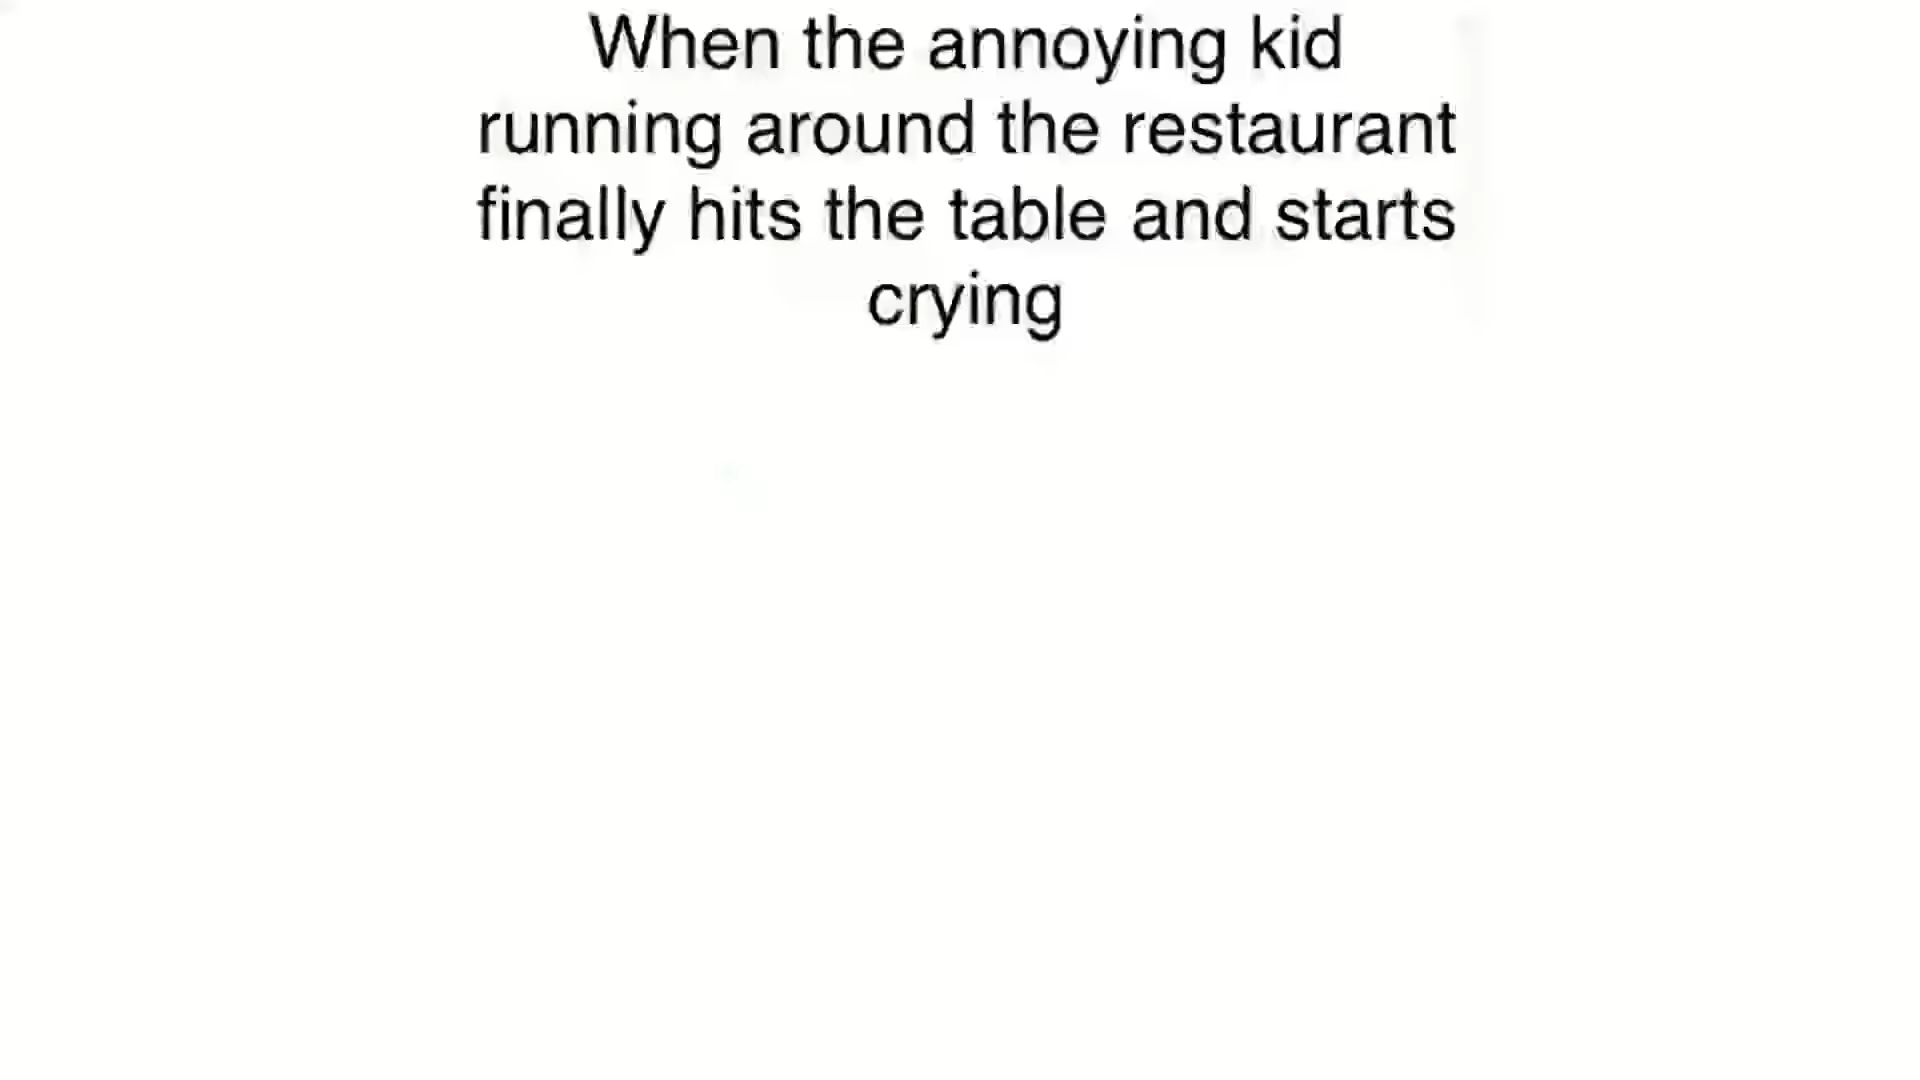 When the annoying kid
running around the restaurant
finally hits the table and starts
crying